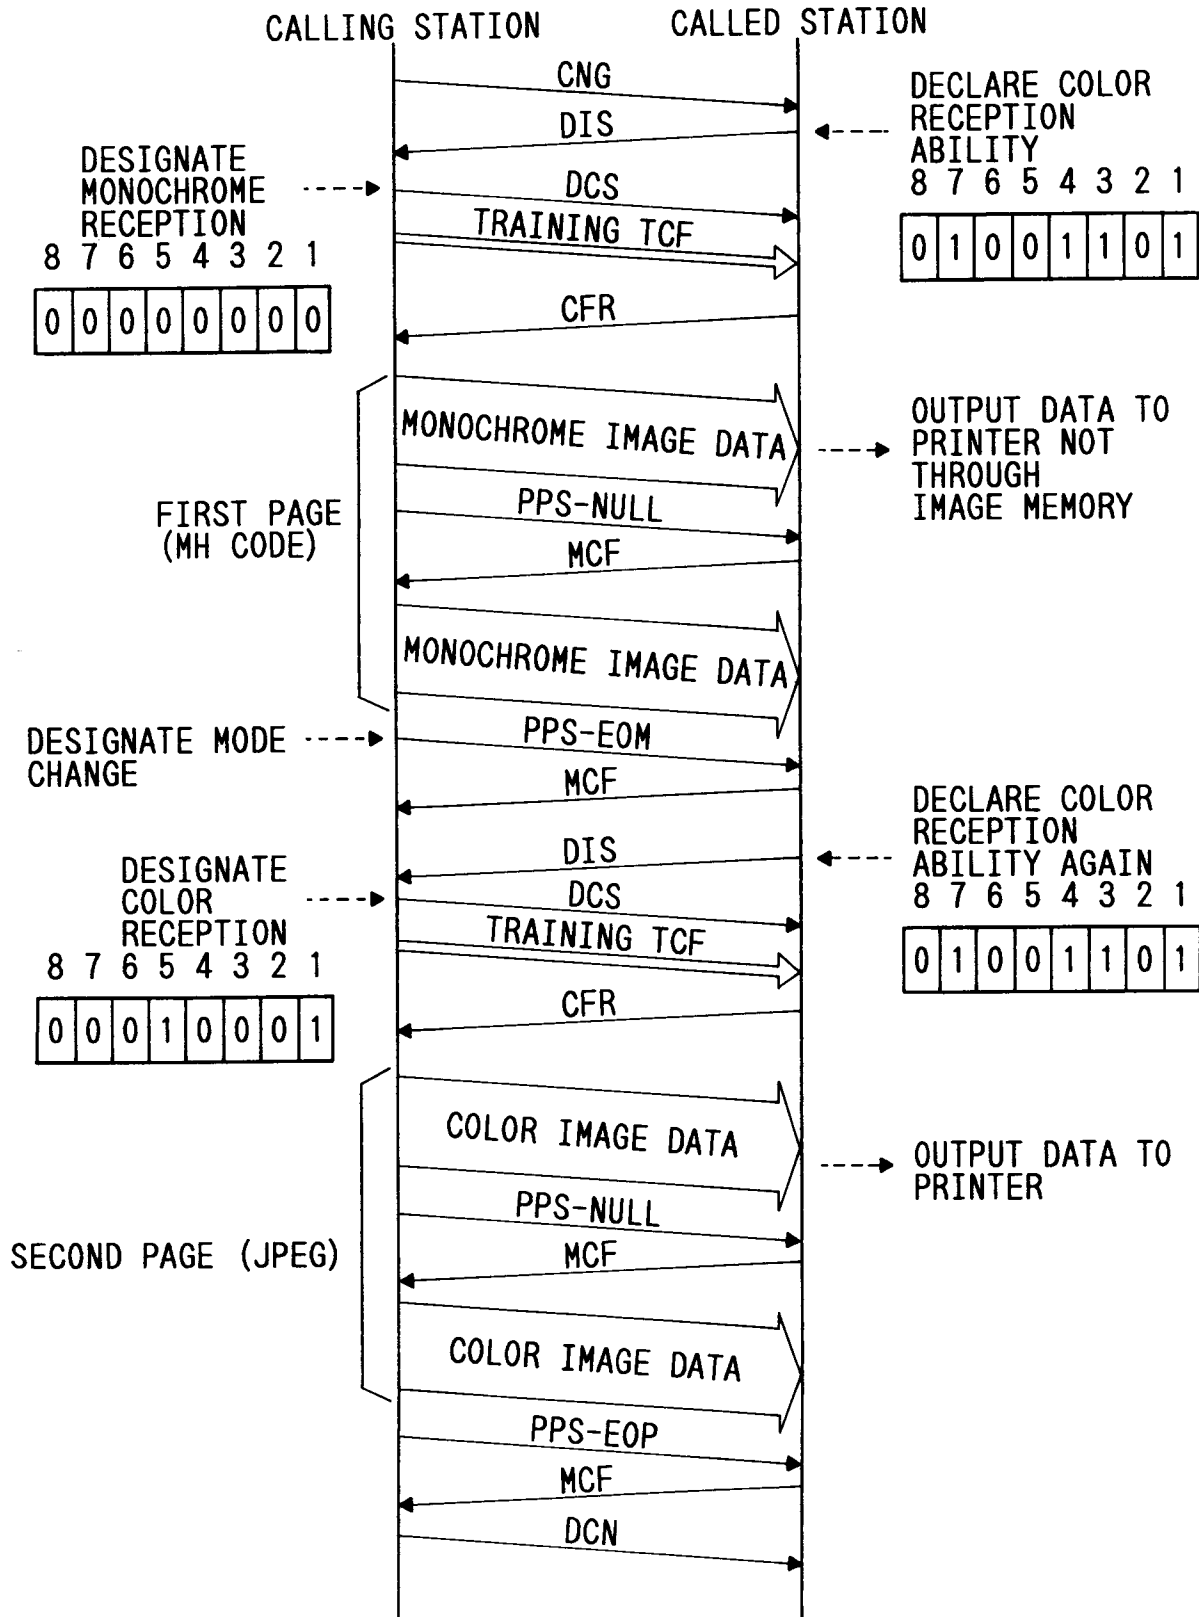 CALLING STATION
CALLED STATION
CNG
DECLARE COLOR
RECEPTION
ABILITY
8 7 6 5 4 3 2 1
0 1 0 0 1 1 0 1
DIS
DESIGNATE
MONOCHROME
RECEPTION
8 7 6 5 4 3 2 1
0 0 0 0 0 0 0 0
DCS
TRAINING TCF
CFR
MONOCHROME IMAGE DATA
OUTPUT DATA TO
PRINTER NOT
THROUGH
IMAGE MEMORY
FIRST PAGE
(MH CODE)
PPS-NULL
MCF
MONOCHROME IMAGE DATA
DESIGNATE MODE
CHANGE
PPS-EOM
MCF
DECLARE COLOR
RECEPTION
ABILITY AGAIN
8 7 6 5 4 3 2 1
0 1 0 0 1 1 0 1
DIS
DESIGNATE
COLOR
RECEPTION
8 7 6 5 4 3 2 1
0 0 0 1 0 0 0 1
DCS
TRAINING TCF
CFR
COLOR IMAGE DATA
OUTPUT DATA TO
PRINTER
PPS-NULL
SECOND PAGE (JPEG)
MCF
COLOR IMAGE DATA
PPS-EOP
MCF
DCN